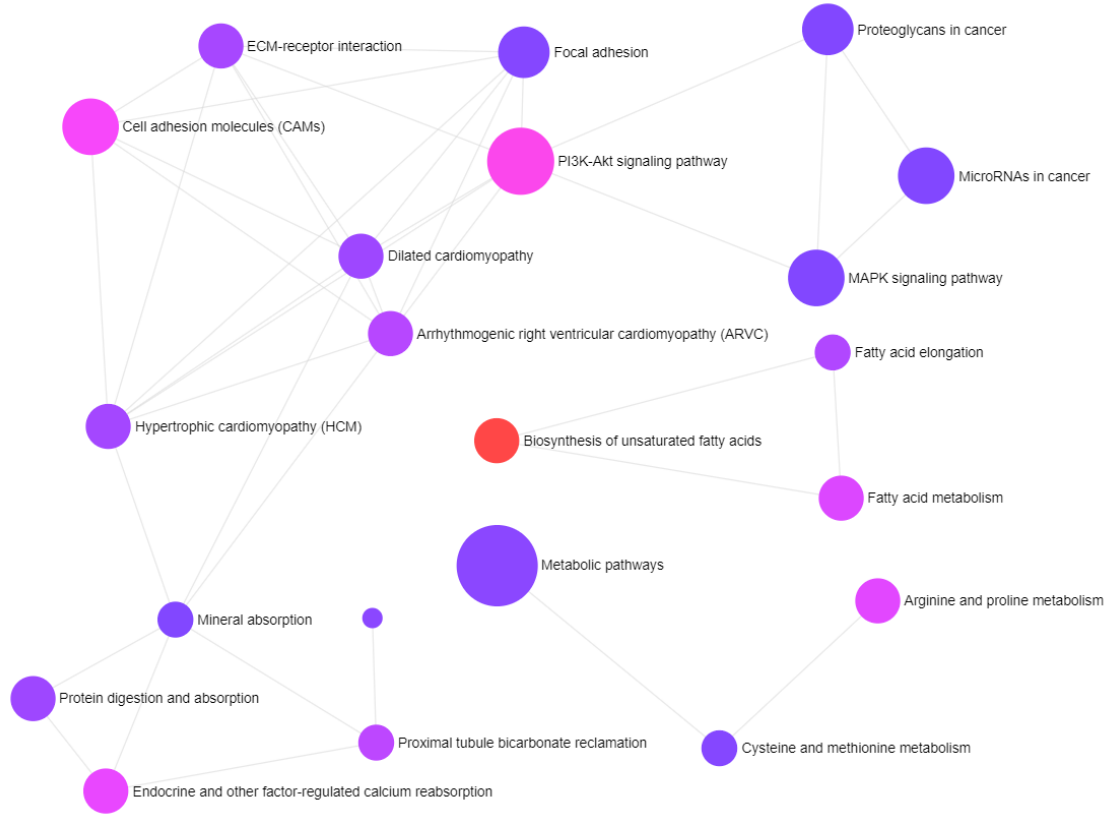 ECM-receptor interaction
Focal adhesion
Proteoglycans in cancer
Cell adhesion molecules (CAMs)
PI3K-Akt signaling pathway
MicroRNAs in cancer
Dilated cardiomyopathy
MAPK signaling pathway
Arrhythmogenic right ventricular cardiomyopathy (ARVC)
Fatty acid elongation
Hypertrophic cardiomyopathy (HCM)
Biosynthesis of unsaturated fatty acids
Fatty acid metabolism
Metabolic pathways
Arginine and proline metabolism
Mineral absorption
Protein digestion and absorption
Proximal tubule bicarbonate reclamation
Cysteine and methionine metabolism
Endocrine and other factor-regulated calcium reabsorption